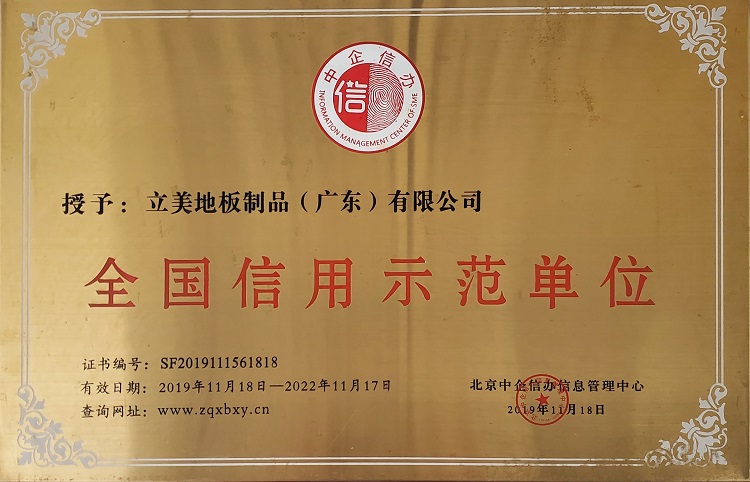 中企信办
信
INFORMATION MANAGEMENT CENTER OF SME
授予：立美地板制品（广东）有限公司
全国信用示范单位
证书编号：SF2019111561818
有效日期：2019年11月18日—2022年11月17日
查询网址：www.zqxbxy.cn
北京中企信办信息管理中心
2019年11月18日